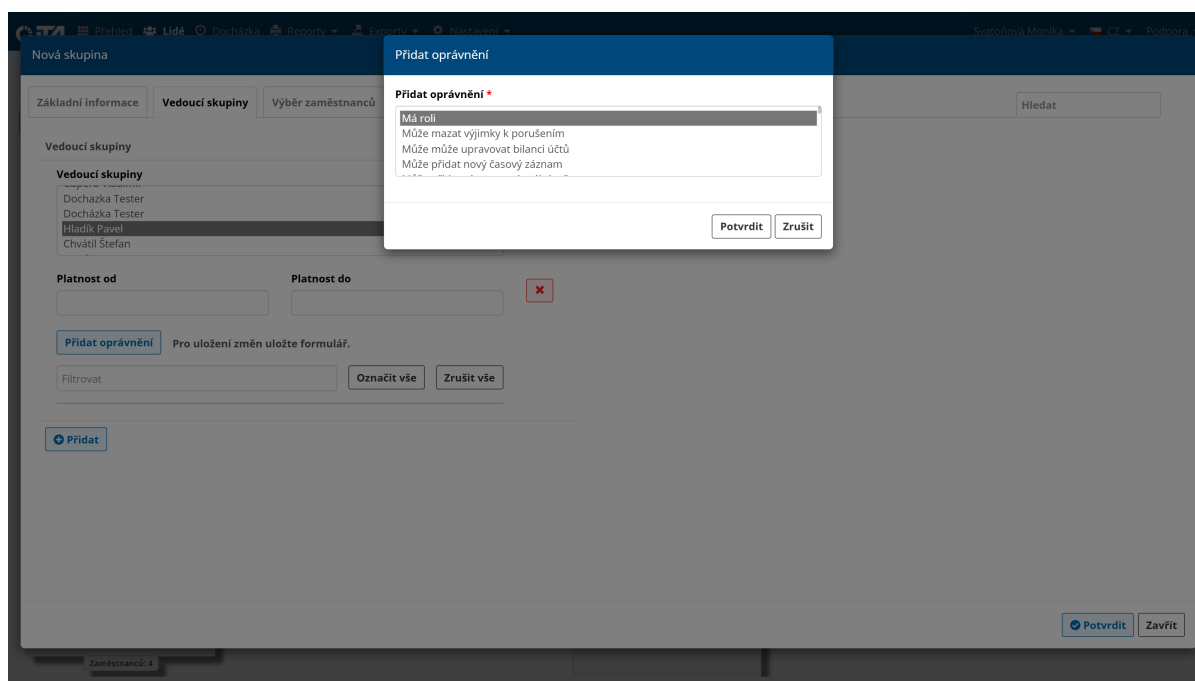 Přehled Lidé Docházka Reporty Exporty Nastavení Svatoňová Monika CZ Podpora
Nová skupina
Přidat oprávnění
Základní informace Vedoucí skupiny Výběr zaměstnanců
Hledat
Přidat oprávnění *
Má roli
Může mazat výjimky k porušením
Může může upravovat bilanci účtů
Může přidat nový časový záznam
Potvrdit Zrušit
Vedoucí skupiny
Vedoucí skupiny
Dochazka Tester
Docházka Tester
Hladík Pavel
Chvátil Štefan
Platnost od Platnost do
Přidat oprávnění Pro uložení změn uložte formulář.
Filtrovat Označit vše Zrušit vše
Přidat
Potvrdit Zavřít
Zaměstnanců: 4